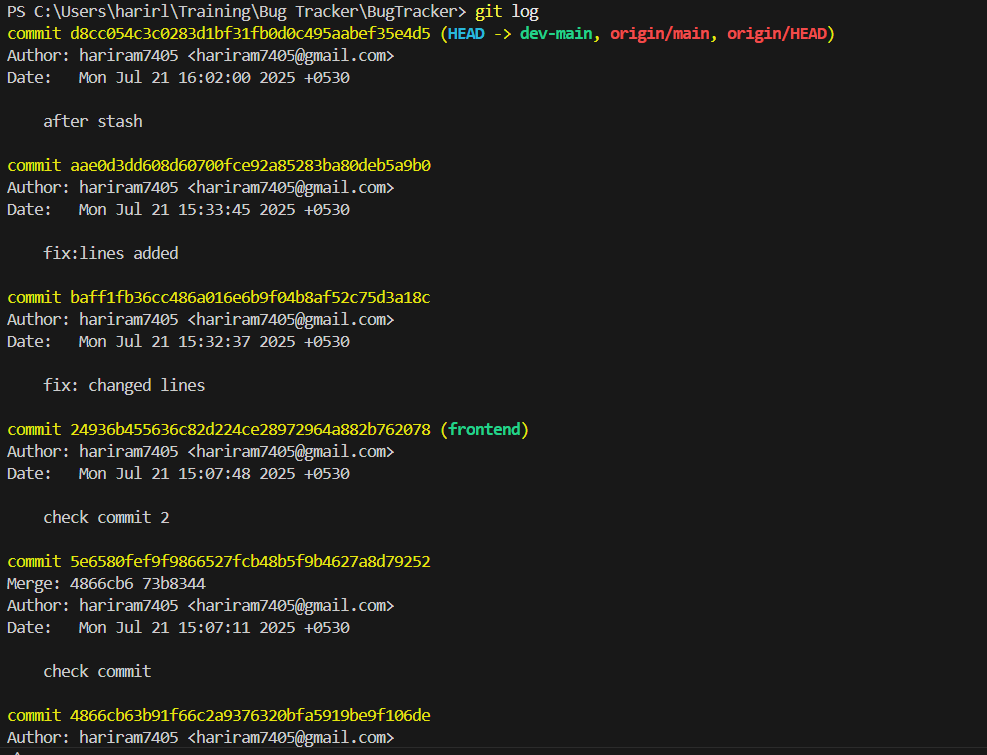 PS C:\Users\harirl\Training\Bug Tracker\BugTracker> git log
commit d8cc054c3c0283d1bf31fb0d0c495aabef35e4d5 (HEAD -> dev-main, origin/main, origin/HEAD)
Author: hariram7405 <hariram7405@gmail.com>
Date:   Mon Jul 21 16:02:00 2025 +0530
    after stash
commit aae0d3dd608d60700fce92a85283ba80deb5a9b0
Author: hariram7405 <hariram7405@gmail.com>
Date:   Mon Jul 21 15:33:45 2025 +0530
    fix:lines added
commit baff1fb36cc486a016e6b9f04b8af52c75d3a18c
Author: hariram7405 <hariram7405@gmail.com>
Date:   Mon Jul 21 15:32:37 2025 +0530
    fix: changed lines
commit 24936b455636c82d224ce28972964a882b762078 (frontend)
Author: hariram7405 <hariram7405@gmail.com>
Date:   Mon Jul 21 15:07:48 2025 +0530
    check commit 2
commit 5e6580fef9f9866527fcb48b5f9b4627a8d79252
Merge: 4866cb6 73b8344
Author: hariram7405 <hariram7405@gmail.com>
Date:   Mon Jul 21 15:07:11 2025 +0530
    check commit
commit 4866cb63b91f66c2a9376320bfa5919be9f106de
Author: hariram7405 <hariram7405@gmail.com>